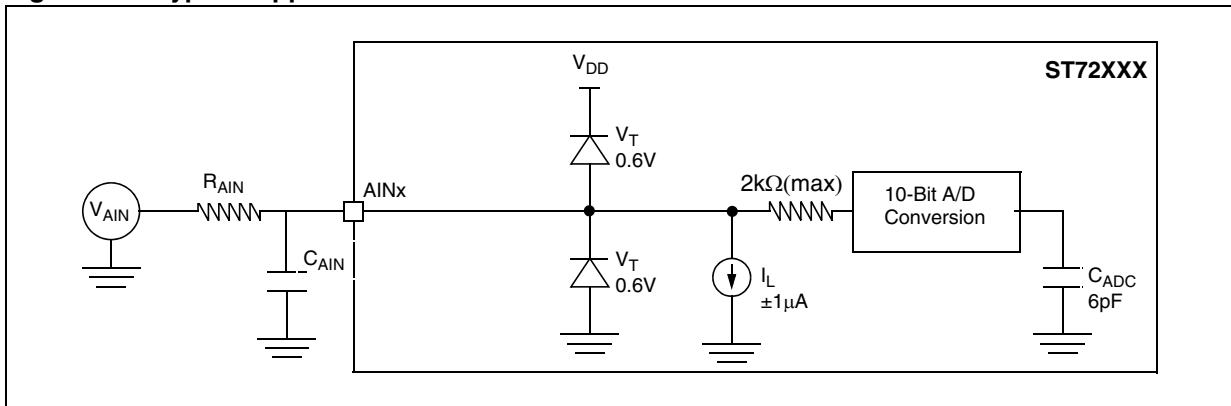 ST72XXX
V_DD
V_T
0.6V
R_AIN
AINx
2kΩ(max)
10-Bit A/D
Conversion
V_AIN
C_AIN
V_T
0.6V
I_L
±1μA
C_ADC
6pF